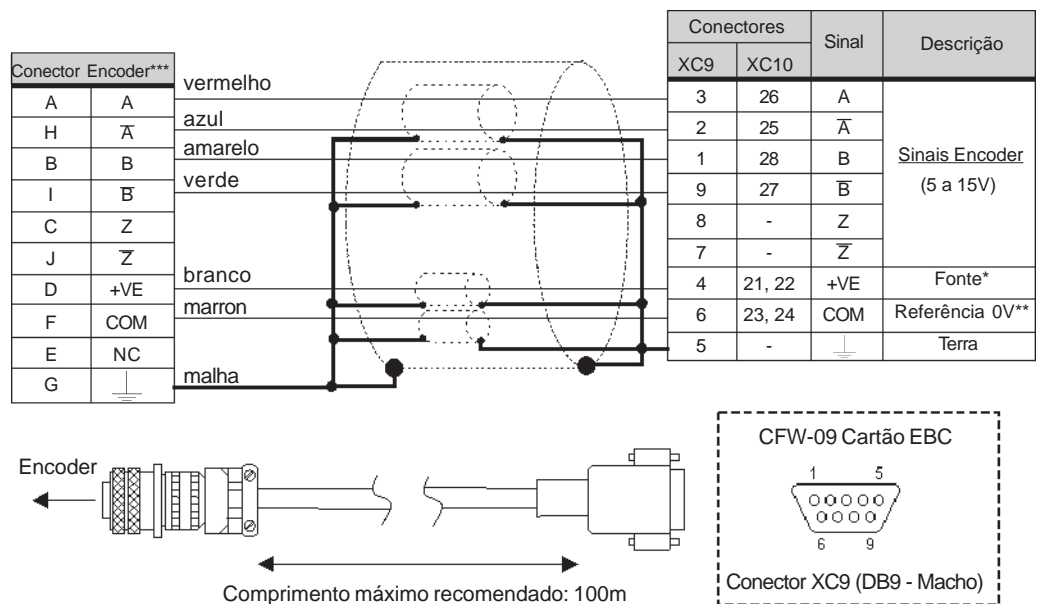 Conector Encoder***
A A
H A̅
B B
I B̅
C Z
J Z̅
D +VE
F COM
E NC
G
vermelho
azul
amarelo
verde
branco
marron
malha
Conectores Sinal Descrição
XC9 XC10
3 26 A
2 25 A̅
1 28 B
9 27 B̅
8 - Z
7 - Z̅
Sinais Encoder
(5 a 15V)
4 21, 22 +VE Fonte*
6 23, 24 COM Referência 0V**
5 - Terra
Encoder
Comprimento máximo recomendado: 100m
CFW-09 Cartão EBC
1 5
6 9
Conector XC9 (DB9 - Macho)